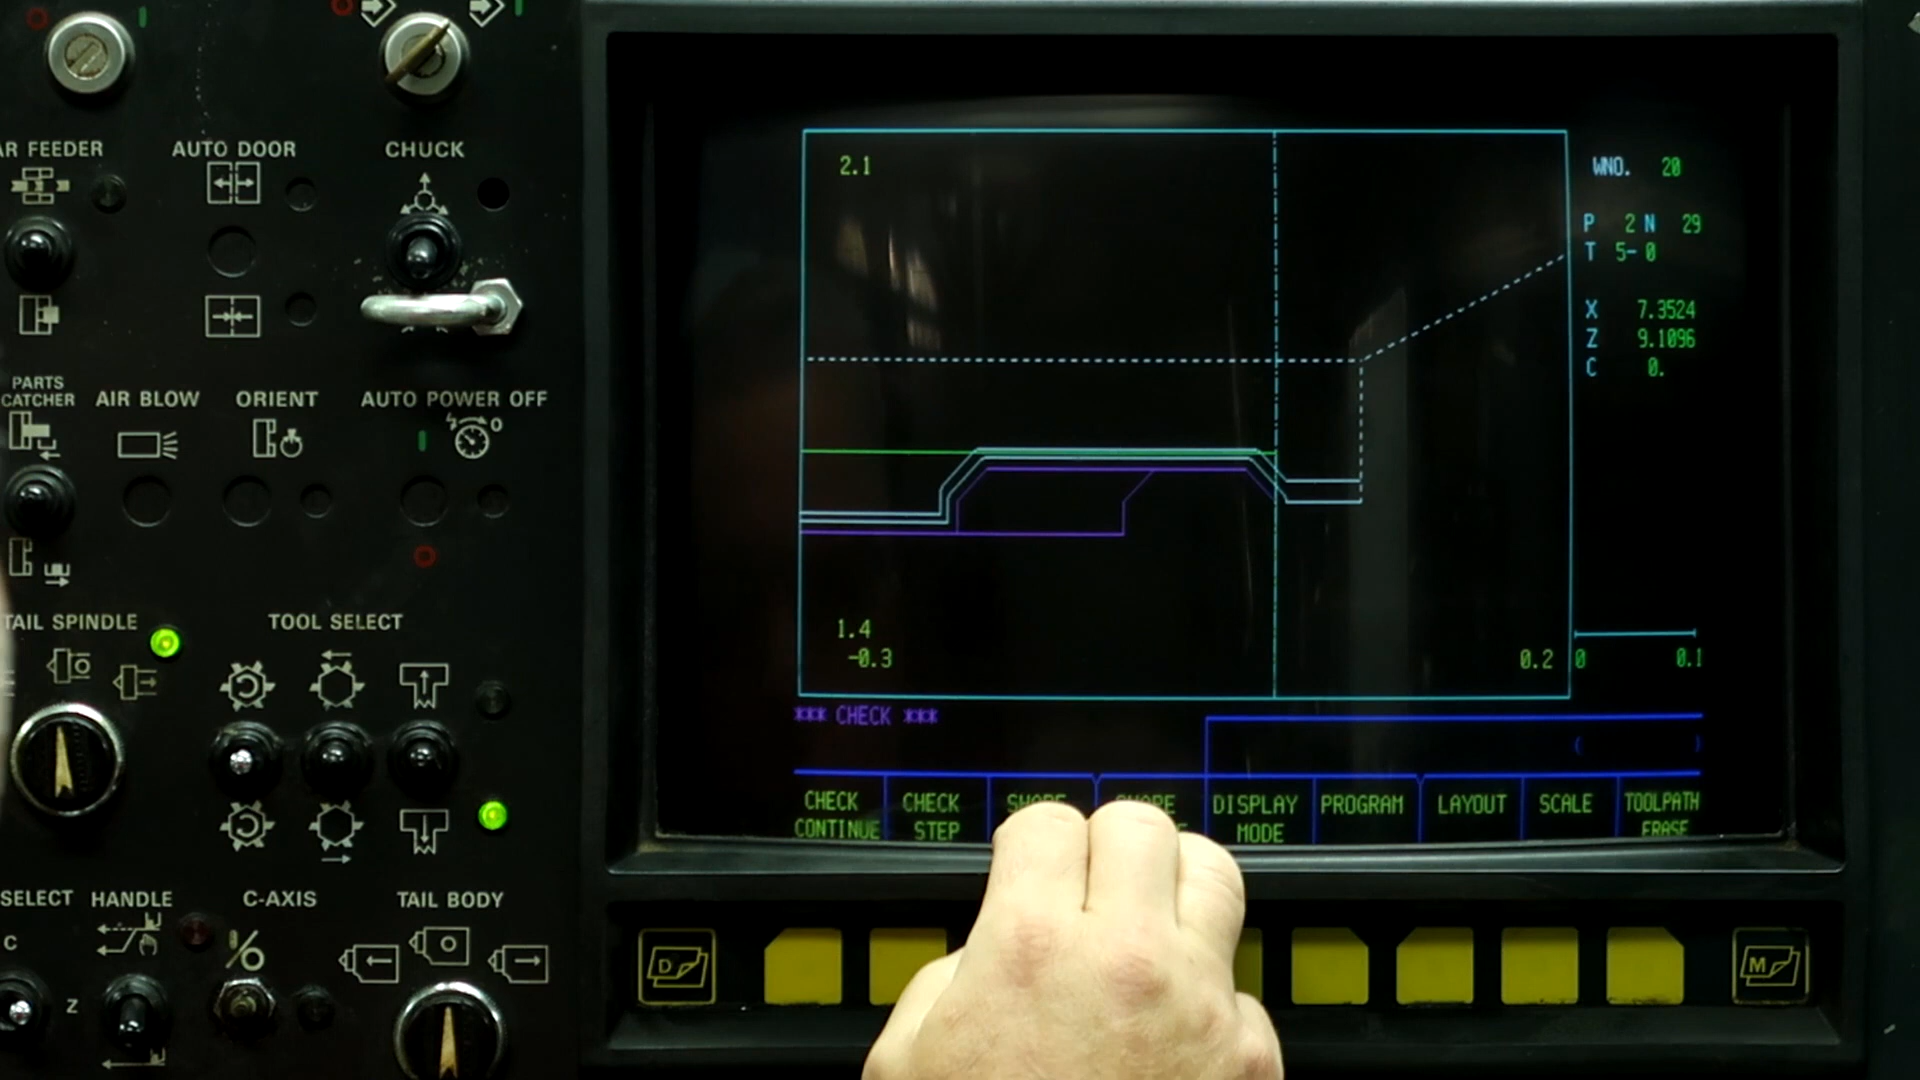 AR FEEDER
AUTO DOOR
CHUCK
PARTS
CATCHER
AIR BLOW
ORIENT
AUTO POWER OFF
TAIL SPINDLE
TOOL SELECT
SELECT
HANDLE
C-AXIS
TAIL BODY
C
Z
2.1
1.4
-0.3
0.2
0
0.1
WNO. 20
P 2 N 29
T 5- 0
X 7.3524
Z 9.1096
C 0.
*** CHECK ***
( )
CHECK
CONTINUE
CHECK
STEP
DISPLAY
MODE
PROGRAM
LAYOUT
SCALE
TOOLPATH
ERASE
D
M